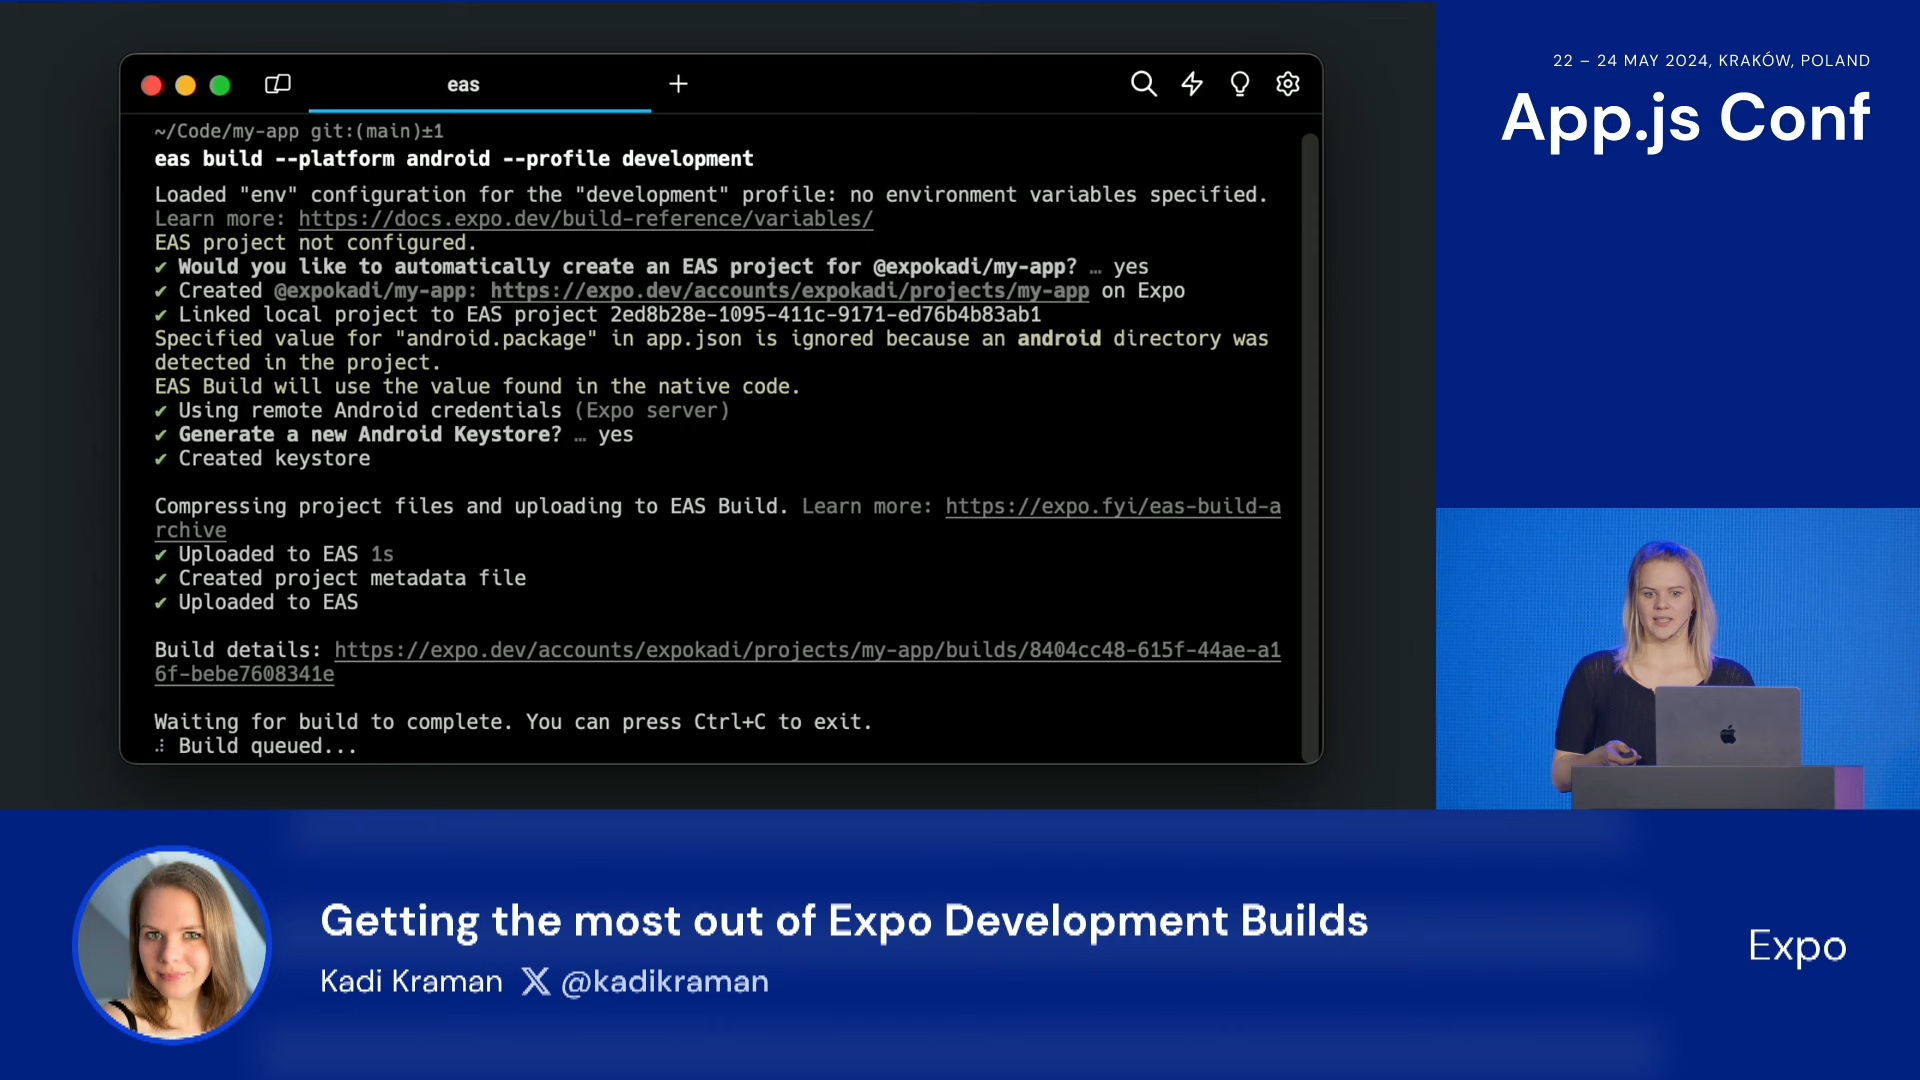 eas
~/Code/my-app git:(main)±1
eas build --platform android --profile development
Loaded "env" configuration for the "development" profile: no environment variables specified.
Learn more: https://docs.expo.dev/build-reference/variables/
EAS project not configured.
✔ Would you like to automatically create an EAS project for @expokadi/my-app? … yes
✔ Created @expokadi/my-app: https://expo.dev/accounts/expokadi/projects/my-app on Expo
✔ Linked local project to EAS project 2ed8b28e-1095-411c-9171-ed76b4b83ab1
Specified value for "android.package" in app.json is ignored because an android directory was
detected in the project.
EAS Build will use the value found in the native code.
✔ Using remote Android credentials (Expo server)
✔ Generate a new Android Keystore? … yes
✔ Created keystore
Compressing project files and uploading to EAS Build. Learn more: https://expo.fyi/eas-build-a
rchive
✔ Uploaded to EAS 1s
✔ Created project metadata file
✔ Uploaded to EAS
Build details: https://expo.dev/accounts/expokadi/projects/my-app/builds/8404cc48-615f-44ae-a1
6f-bebe7608341e
Waiting for build to complete. You can press Ctrl+C to exit.
Build queued...
22 – 24 MAY 2024, KRAKÓW, POLAND
App.js Conf
Getting the most out of Expo Development Builds
Kadi Kraman X @kadikraman
Expo